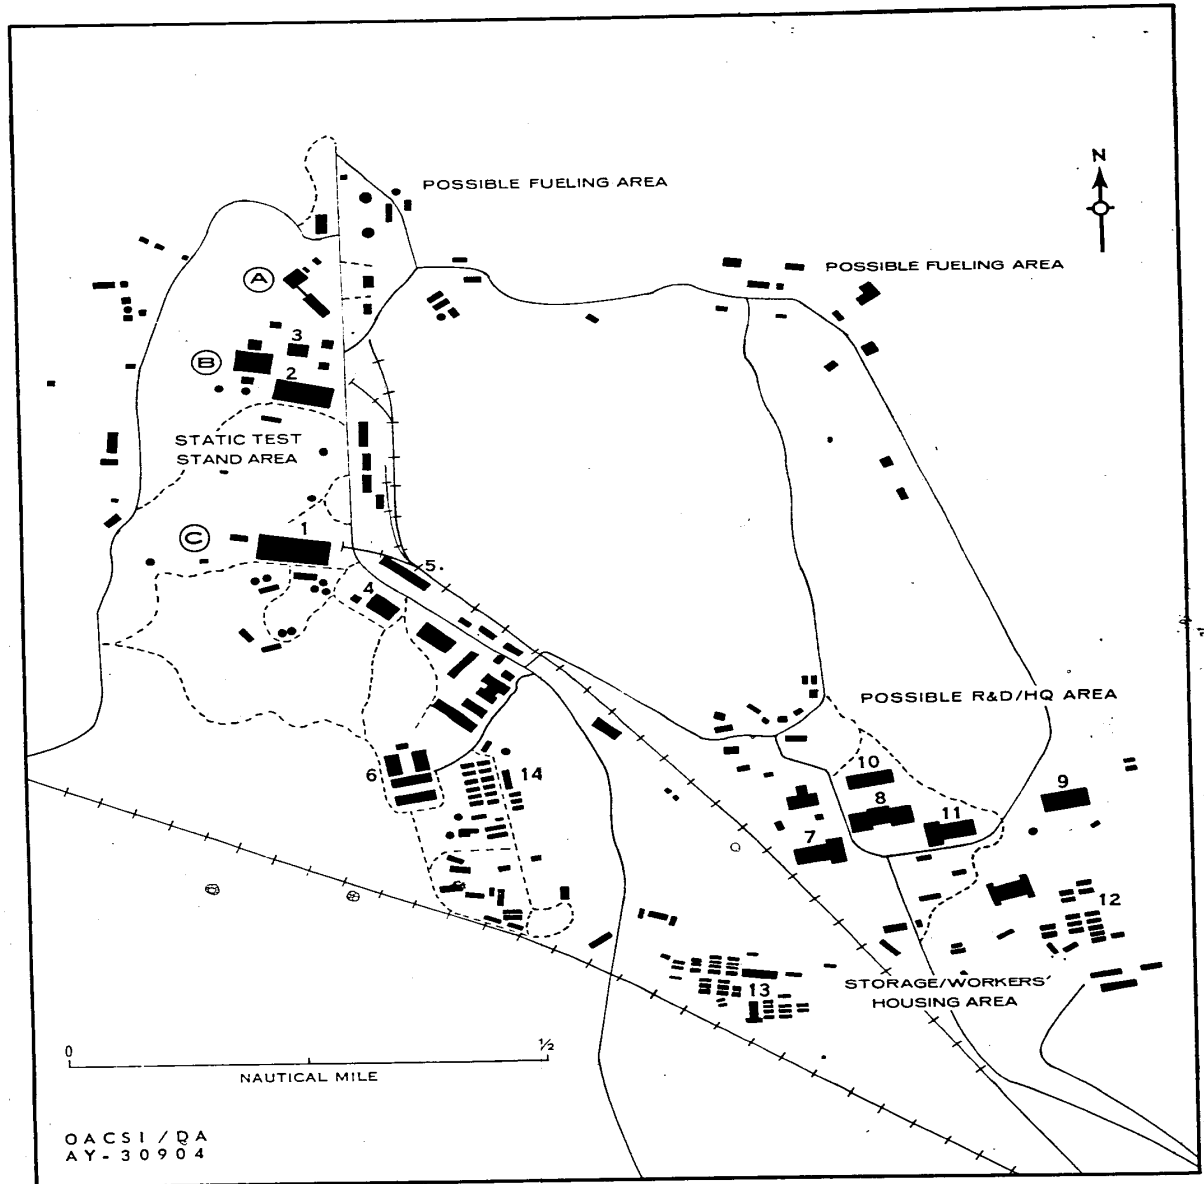 N
POSSIBLE FUELING AREA
POSSIBLE FUELING AREA
A
3
B
2
STATIC TEST
STAND AREA
1
C
5
4
POSSIBLE R&D/HQ AREA
6
14
10
9
8
11
7
12
13
STORAGE/WORKERS'
HOUSING AREA
0
1/2
NAUTICAL MILE
OACSI/DA
AY-30904